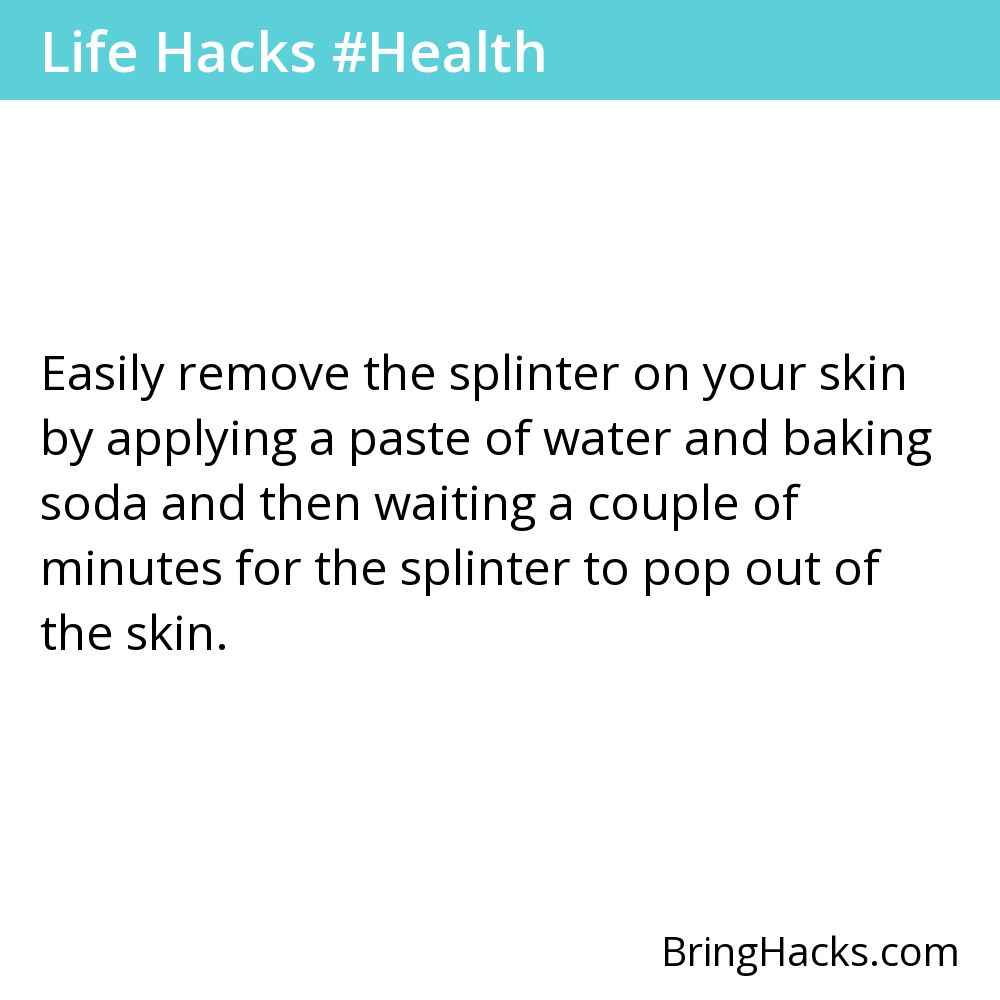 Life Hacks #Health
Easily remove the splinter on your skin
by applying a paste of water and baking
soda and then waiting a couple of
minutes for the splinter to pop out of
the skin.
BringHacks.com